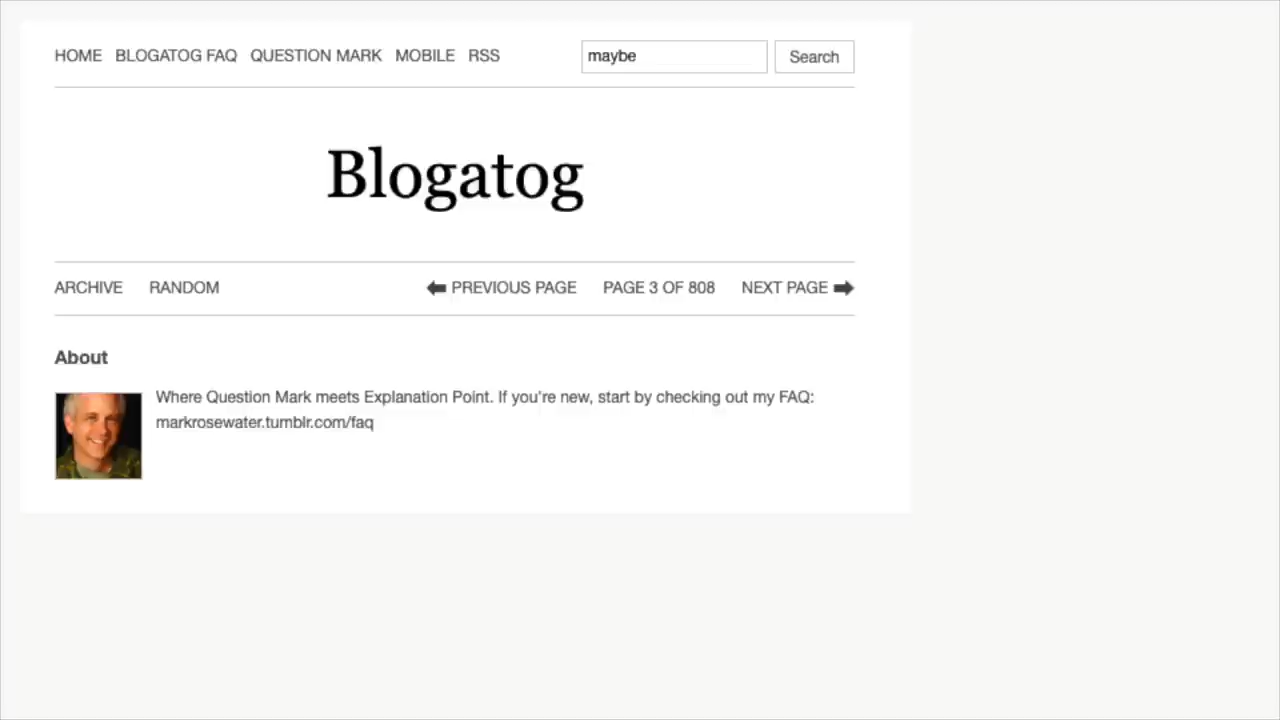 HOME BLOGATOG FAQ QUESTION MARK MOBILE RSS maybe Search
Blogatog
ARCHIVE RANDOM PREVIOUS PAGE PAGE 3 OF 808 NEXT PAGE
About
Where Question Mark meets Explanation Point. If you're new, start by checking out my FAQ:
markrosewater.tumblr.com/faq